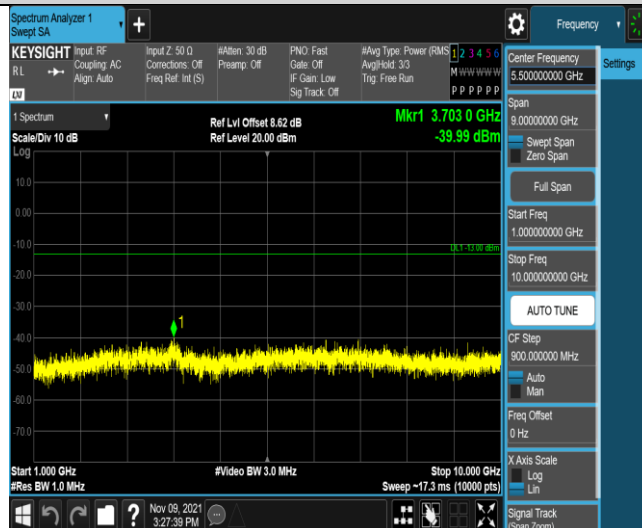 Spectrum Analyzer 1
Swept SA
Frequency
KEYSIGHT
RL
LXI
Input: RF
Coupling: AC
Align: Auto
Input Z: 50 Ω
Corrections: Off
Freq Ref: Int (S)
#Atten: 30 dB
Preamp: Off
PNO: Fast
Gate: Off
IF Gain: Low
Sig Track: Off
#Avg Type: Power (RMS
Avg|Hold: 3/3
Trig: Free Run
1 2 3 4 5 6
M W W W W W
P P P P P P
1 Spectrum
Scale/Div 10 dB
Log
Ref Lvl Offset 8.62 dB
Ref Level 20.00 dBm
Mkr1 3.703 0 GHz
-39.99 dBm
10.0
0.00
-10.0
DL1 -13.00 dBm
-20.0
-30.0
1
-40.0
-50.0
-60.0
-70.0
Start 1.000 GHz
#Res BW 1.0 MHz
#Video BW 3.0 MHz
Stop 10.000 GHz
Sweep ~17.3 ms (10000 pts)
Nov 09, 2021
3:27:39 PM
Center Frequency
5.500000000 GHz
Settings
Span
9.00000000 GHz
Swept Span
Zero Span
Full Span
Start Freq
1.000000000 GHz
Stop Freq
10.000000000 GHz
AUTO TUNE
CF Step
900.000000 MHz
Auto
Man
Freq Offset
0 Hz
X Axis Scale
Log
Lin
Signal Track
(Span Zoom)